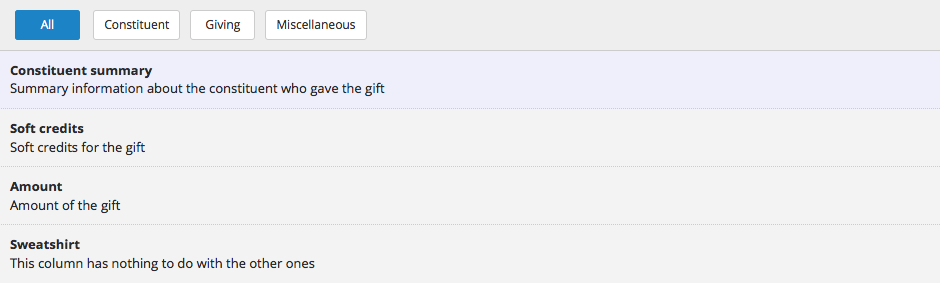 All Constituent Giving Miscellaneous
Constituent summary
Summary information about the constituent who gave the gift
Soft credits
Soft credits for the gift
Amount
Amount of the gift
Sweatshirt
This column has nothing to do with the other ones